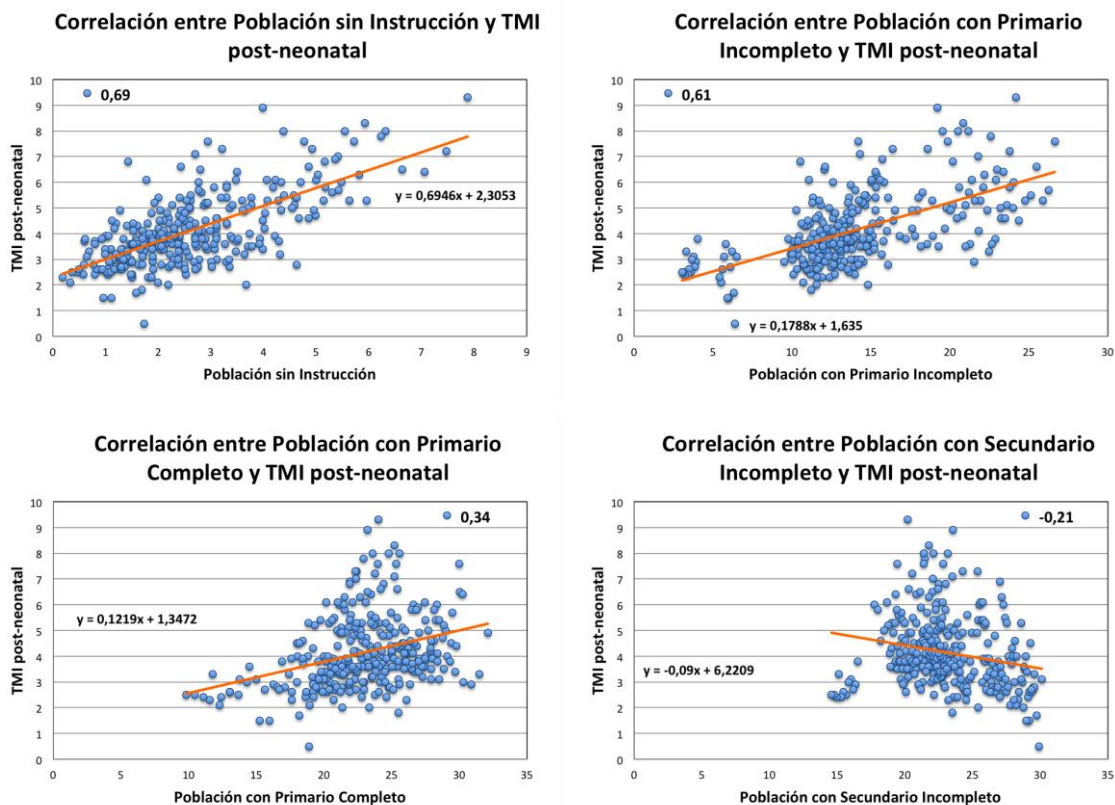 Correlación entre Población sin Instrucción y TMI
post-neonatal
10
9
8
7
6
5
4
3
2
1
0
TMI post-neonatal
0,69
y = 0,6946x + 2,3053
0 1 2 3 4 5 6 7 8 9
Población sin Instrucción
Correlación entre Población con Primario
Incompleto y TMI post-neonatal
10
9
8
7
6
5
4
3
2
1
0
TMI post-neonatal
0,61
y = 0,1788x + 1,635
0 5 10 15 20 25 30
Población con Primario Incompleto
Correlación entre Población con Primario
Completo y TMI post-neonatal
10
9
8
7
6
5
4
3
2
1
0
TMI post-neonatal
0,34
y = 0,1219x + 1,3472
0 5 10 15 20 25 30 35
Población con Primario Completo
Correlación entre Población con Secundario
Incompleto y TMI post-neonatal
10
9
8
7
6
5
4
3
2
1
0
TMI post-neonatal
-0,21
y = -0,09x + 6,2209
0 5 10 15 20 25 30 35
Población con Secundario Incompleto